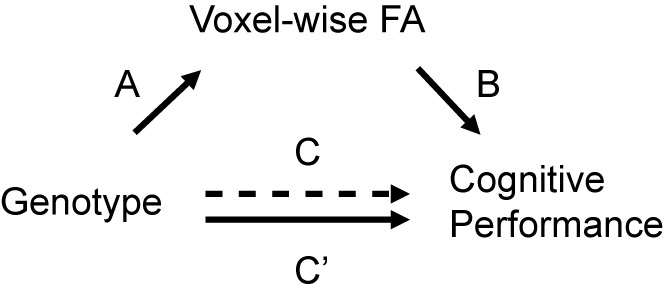 Voxel-wise FA
A
B
C
Genotype
Cognitive
Performance
C’